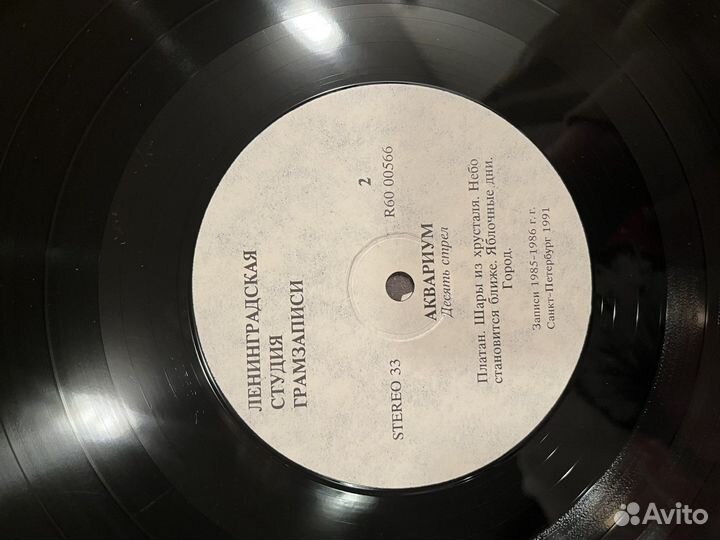 ЛЕНИНГРАДСКАЯ
СТУДИЯ
ГРАМЗАПИСИ
2
STEREO 33
R60 00566
АКВАРИУМ
Десять стрел
Платан. Шары из хрусталя. Небо
становится ближе. Яблочные дни.
Город.
Записи 1985-1986 г. г.
Санкт-Петербург 1991
Avito